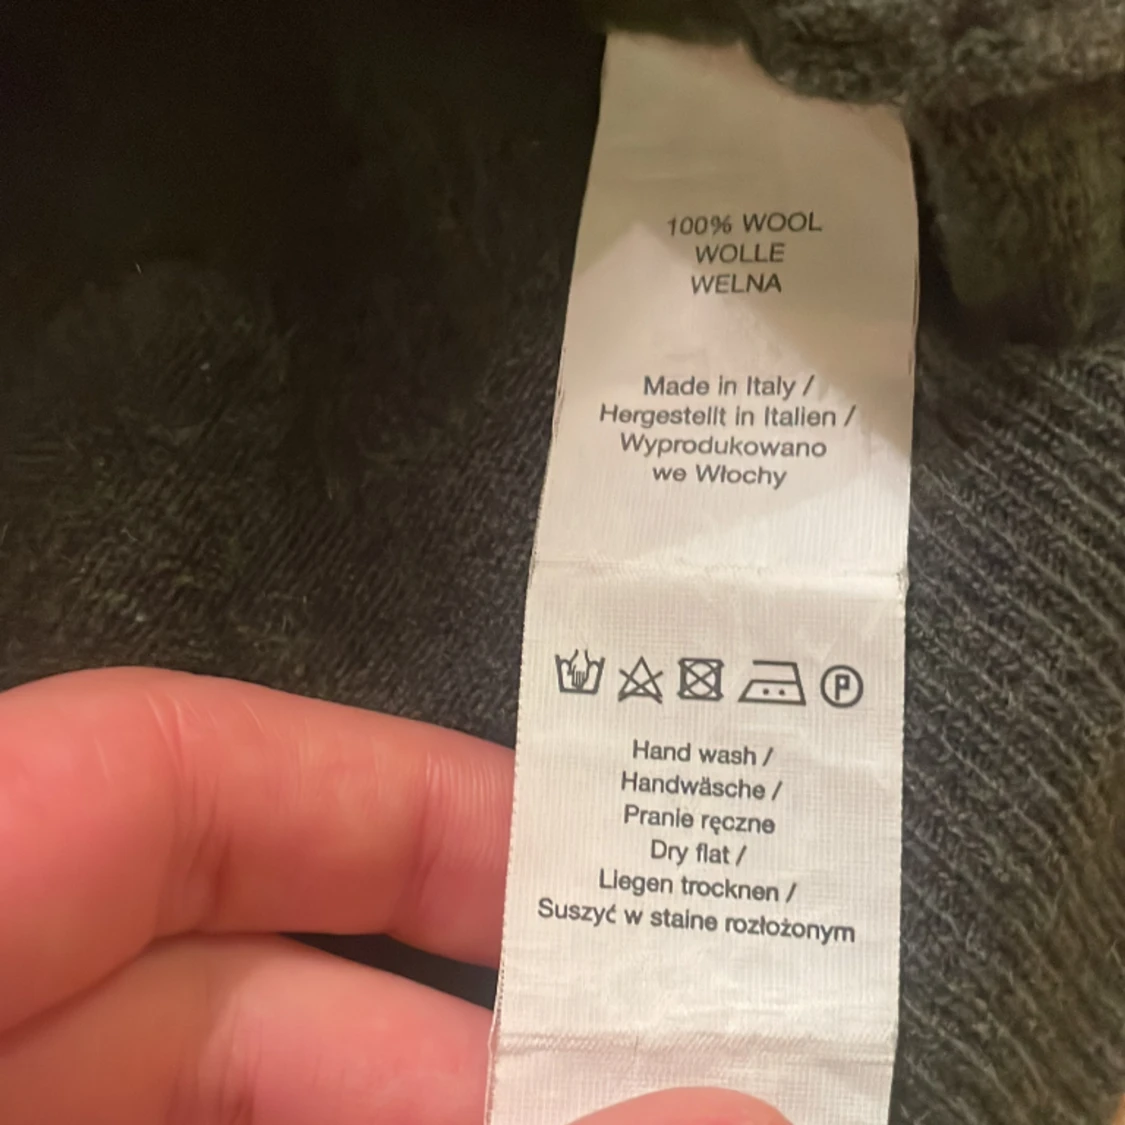 100% WOOL
WOLLE
WELNA
Made in Italy /
Hergestellt in Italien /
Wyprodukowano
we Włochy
P
Hand wash /
Handwäsche /
Pranie ręczne
Dry flat /
Liegen trocknen /
Suszyć w staine rozłożonym